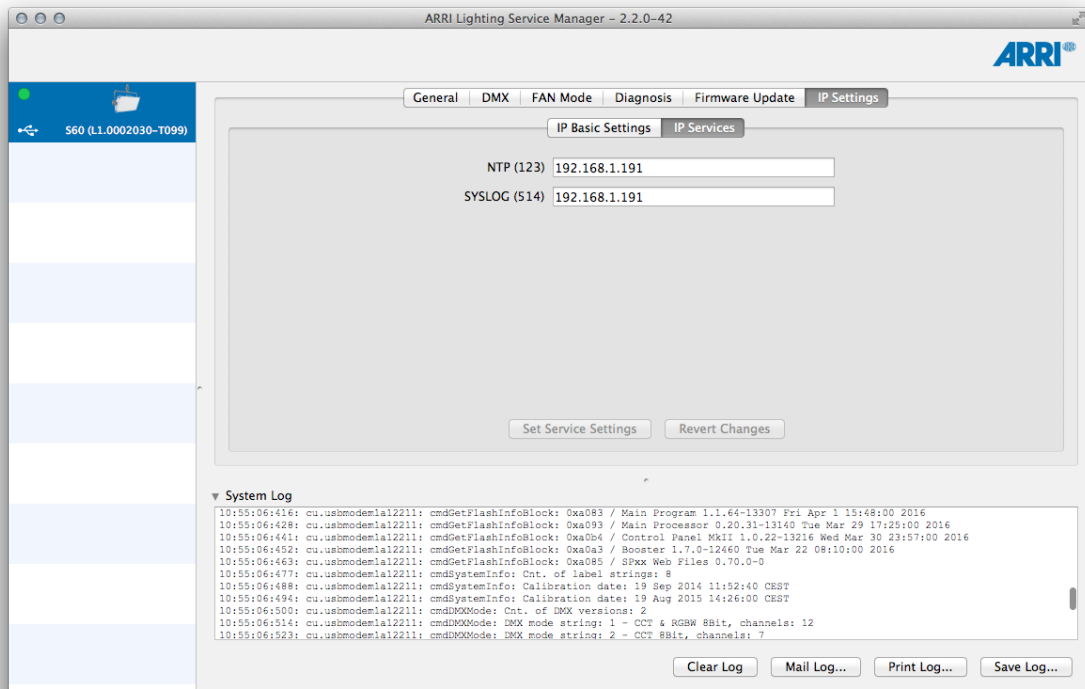 ARRI Lighting Service Manager – 2.2.0-42
ARRI
S60 (L1.0002030-T099)
General DMX FAN Mode Diagnosis Firmware Update IP Settings
IP Basic Settings IP Services
NTP (123) 192.168.1.191
SYSLOG (514) 192.168.1.191
Set Service Settings Revert Changes
System Log
10:55:06:416: cu.usbmodem1a12211: cmdGetFlashInfoBlock: 0xa083 / Main Program 1.1.64-13307 Fri Apr 1 15:48:00 2016
10:55:06:428: cu.usbmodem1a12211: cmdGetFlashInfoBlock: 0xa093 / Main Processor 0.20.31-13140 Tue Mar 29 17:25:00 2016
10:55:06:441: cu.usbmodem1a12211: cmdGetFlashInfoBlock: 0xa0b4 / Control Panel MkII 1.0.22-13216 Wed Mar 30 23:57:00 2016
10:55:06:452: cu.usbmodem1a12211: cmdGetFlashInfoBlock: 0xa0a3 / Booster 1.7.0-12460 Tue Mar 22 08:10:00 2016
10:55:06:463: cu.usbmodem1a12211: cmdGetFlashInfoBlock: 0xa085 / SPxx Web Files 0.70.0-0
10:55:06:477: cu.usbmodem1a12211: cmdSystemInfo: Cnt. of label strings: 8
10:55:06:488: cu.usbmodem1a12211: cmdSystemInfo: Calibration date: 19 Sep 2014 11:52:40 CEST
10:55:06:494: cu.usbmodem1a12211: cmdSystemInfo: Calibration date: 19 Aug 2015 14:26:00 CEST
10:55:06:500: cu.usbmodem1a12211: cmdDMXMode: Cnt. of DMX versions: 2
10:55:06:514: cu.usbmodem1a12211: cmdDMXMode: DMX mode string: 1 - CCT & RGBW 8Bit, channels: 12
10:55:06:523: cu.usbmodem1a12211: cmdDMXMode: DMX mode string: 2 - CCT 8Bit, channels: 7
Clear Log Mail Log... Print Log... Save Log...